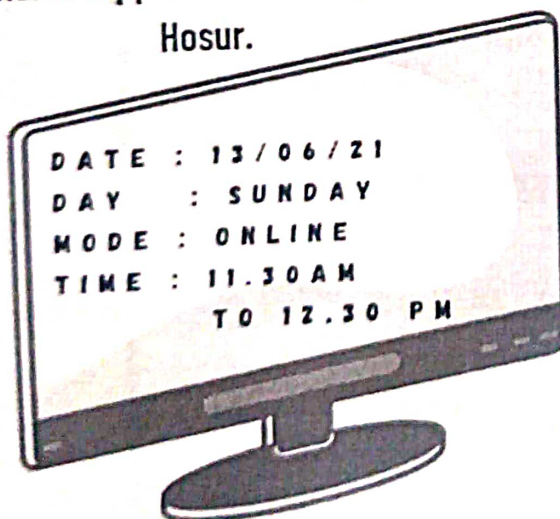 Hosur.
DATE : 13/06/21
DAY : SUNDAY
MODE : ONLINE
TIME : 11.30AM
TO 12.30 PM